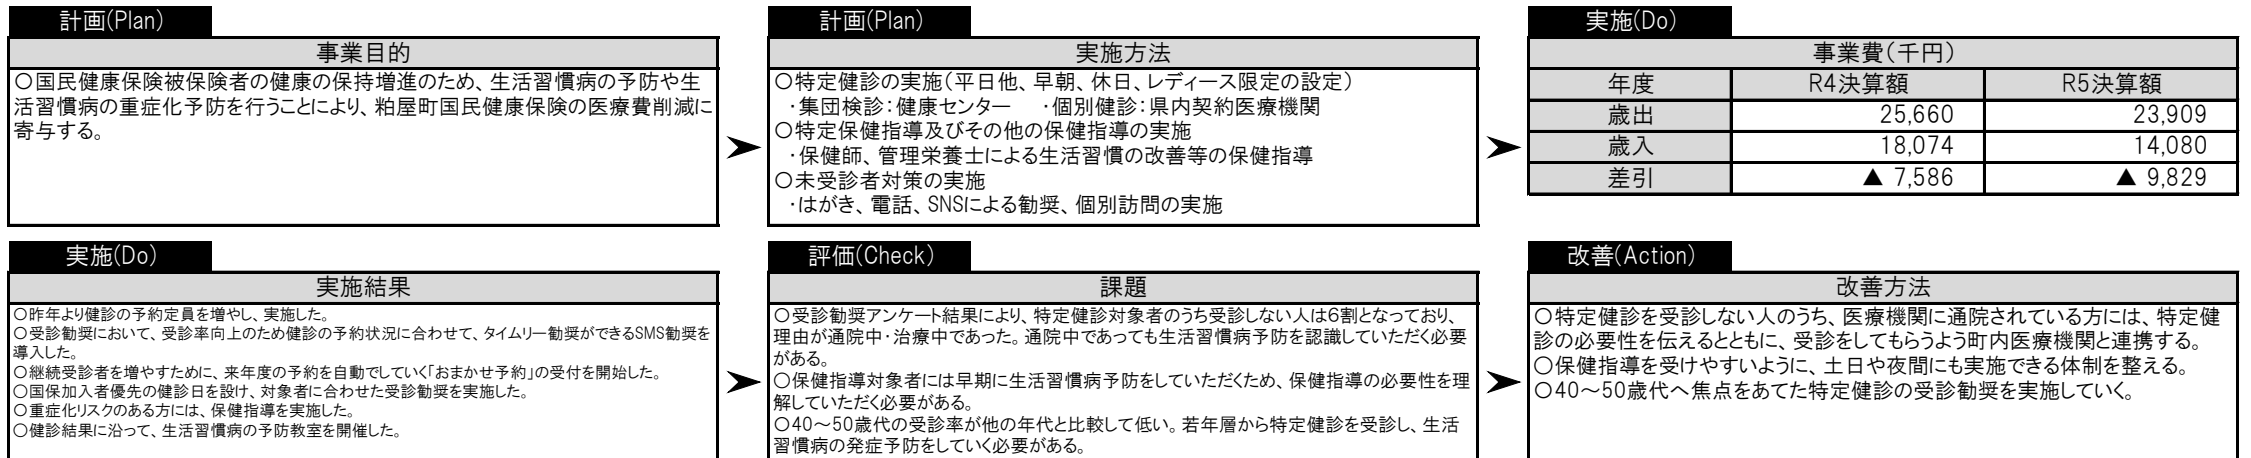 計画(Plan)
事業目的
〇国民健康保険被保険者の健康の保持増進のため、生活習慣病の予防や生
活習慣病の重症化予防を行うことにより、粕屋町国民健康保険の医療費削減に
寄与する。
計画(Plan)
実施方法
〇特定健診の実施(平日他、早朝、休日、レディース限定の設定)
・集団検診:健康センター ・個別健診:県内契約医療機関
〇特定保健指導及びその他の保健指導の実施
・保健師、管理栄養士による生活習慣の改善等の保健指導
〇未受診者対策の実施
・はがき、電話、SNSによる勧奨、個別訪問の実施
実施(Do)
事業費(千円)
年度 R4決算額 R5決算額
歳出 25,660 23,909
歳入 18,074 14,080
差引 ▲ 7,586 ▲ 9,829
実施(Do)
実施結果
〇昨年より健診の予約定員を増やし、実施した。
〇受診勧奨において、受診率向上のため健診の予約状況に合わせて、タイムリー勧奨ができるSMS勧奨を
導入した。
〇継続受診者を増やすために、来年度の予約を自動でしていく「おまかせ予約」の受付を開始した。
〇国保加入者優先の健診日を設け、対象者に合わせた受診勧奨を実施した。
〇重症化リスクのある方には、保健指導を実施した。
〇健診結果に沿って、生活習慣病の予防教室を開催した。
評価(Check)
課題
〇受診勧奨アンケート結果により、特定健診対象者のうち受診しない人は6割となっており、
理由が通院中・治療中であった。通院中であっても生活習慣病予防を認識していただく必要
がある。
〇保健指導対象者には早期に生活習慣病予防をしていただくため、保健指導の必要性を理
解していただく必要がある。
〇40～50歳代の受診率が他の年代と比較して低い。若年層から特定健診を受診し、生活
習慣病の発症予防をしていく必要がある。
改善(Action)
改善方法
〇特定健診を受診しない人のうち、医療機関に通院されている方には、特定健
診の必要性を伝えるとともに、受診をしてもらうよう町内医療機関と連携する。
〇保健指導を受けやすいように、土日や夜間にも実施できる体制を整える。
〇40～50歳代へ焦点をあてた特定健診の受診勧奨を実施していく。